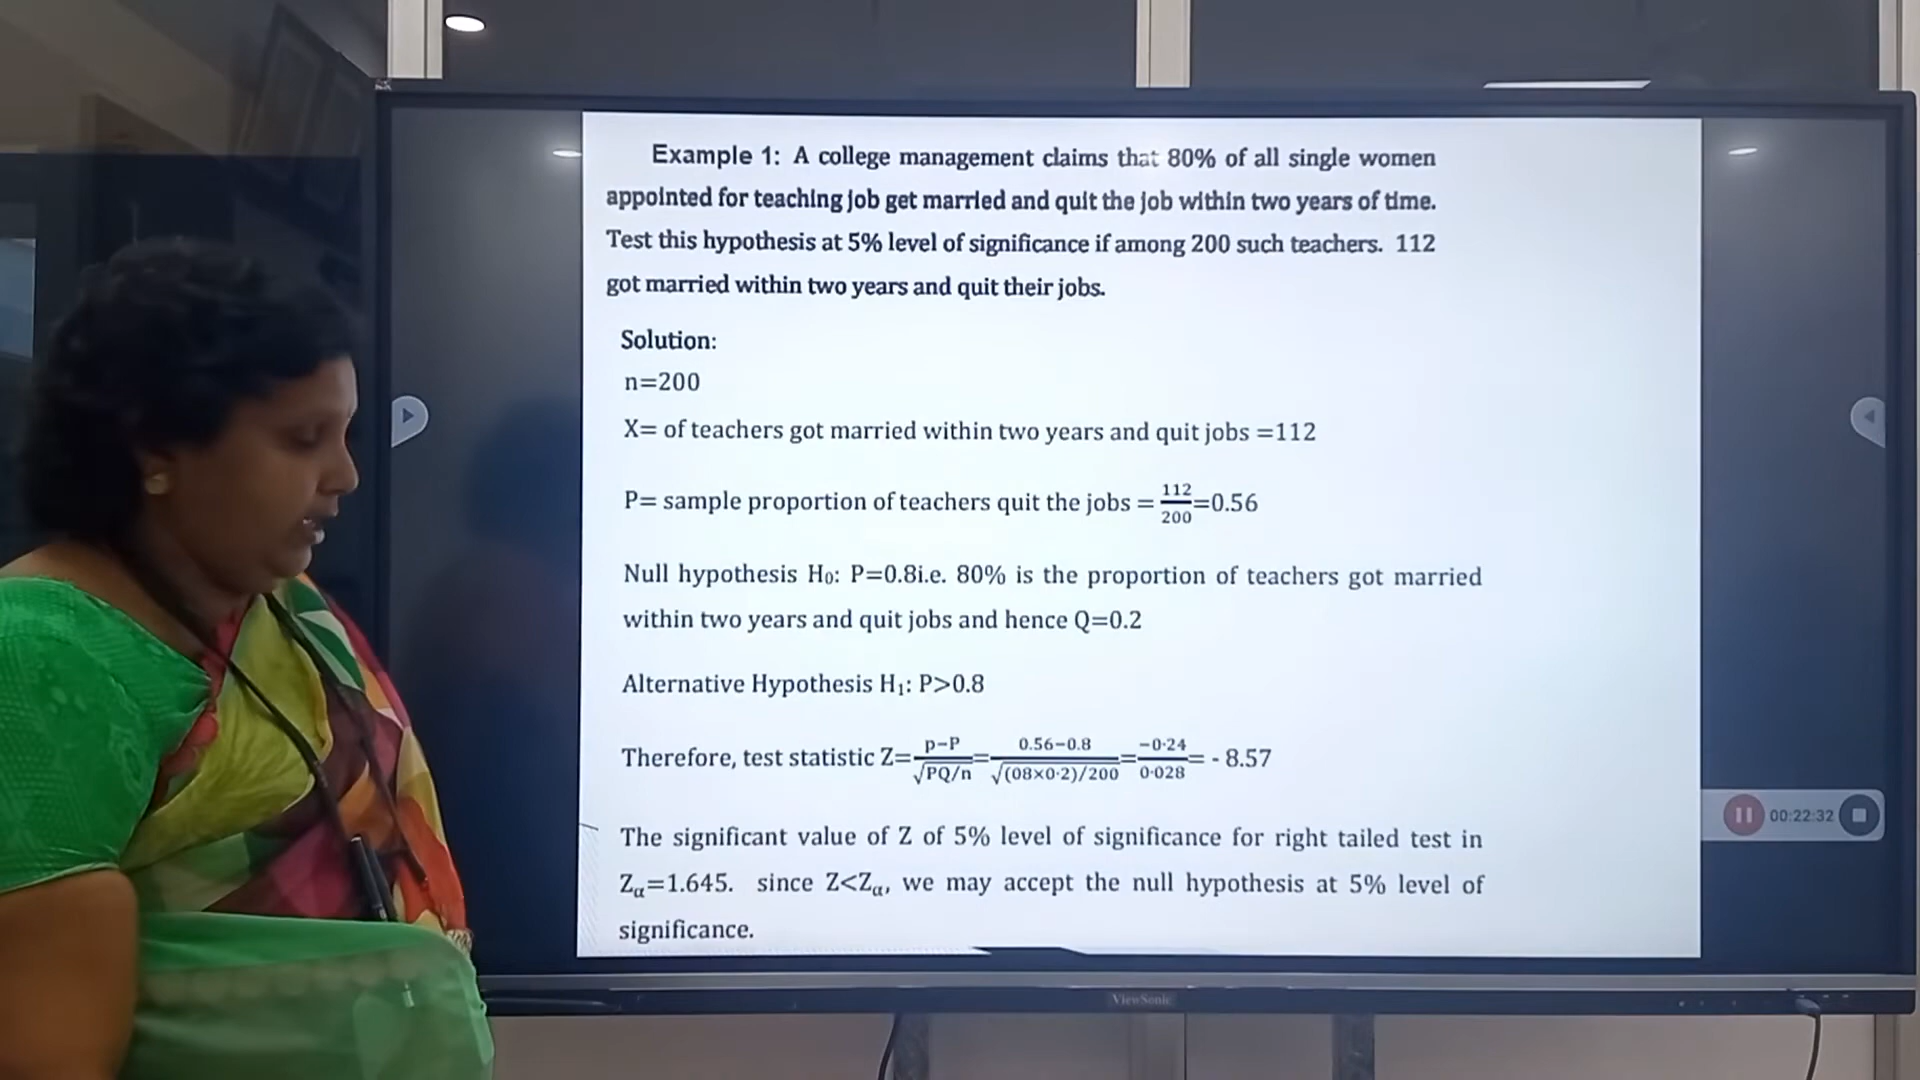 Example 1: A college management claims that 80% of all single women
appointed for teaching job get married and quit the job within two years of time.
Test this hypothesis at 5% level of significance if among 200 such teachers. 112
got married within two years and quit their jobs.
Solution:
n=200
X= of teachers got married within two years and quit jobs =112
P= sample proportion of teachers quit the jobs = 112/200=0.56
Null hypothesis H₀: P=0.8i.e. 80% is the proportion of teachers got married
within two years and quit jobs and hence Q=0.2
Alternative Hypothesis H₁: P>0.8
Therefore, test statistic Z=p−P/√PQ/n=0.56−0.8/√(08×0·2)/200=−0·24/0·028= - 8.57
The significant value of Z of 5% level of significance for right tailed test in
Zα=1.645. since Z<Zα, we may accept the null hypothesis at 5% level of
significance.
00:22:32
ViewSonic